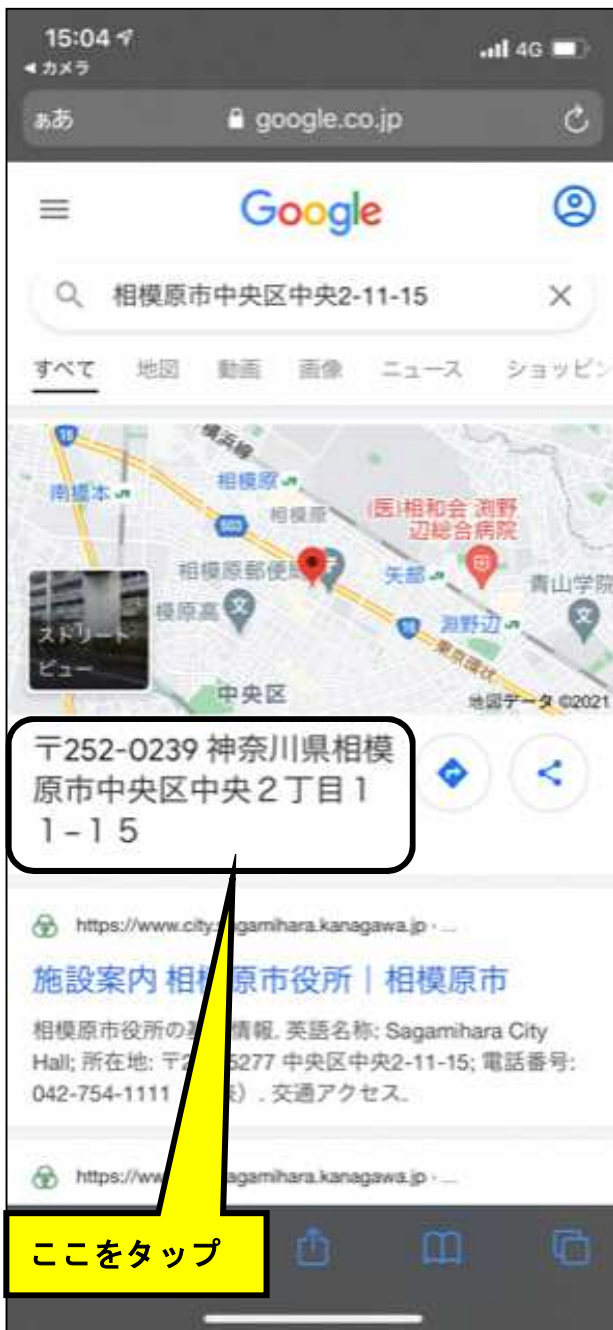 15:04
4G
◀カメラ
ぁあ
google.co.jp
Google
相模原市中央区中央2-11-15
すべて 地図 動画 画像 ニュース ショッピン
16
横浜線
南橋本
相模原
503
相模原
(医)相和会 渕野
辺総合病院
相模原郵便
矢部
青山学院
模原高
文
ストリート
ビュー
16
淵野辺
文
東京環状
中央区
地図データ ©2021
〒252-0239 神奈川県相模
原市中央区中央2丁目1
1-15
https://www.city.sagamihara.kanagawa.jp › ...
施設案内 相模原市役所 | 相模原市
相模原市役所の基 情報. 英語名称: Sagamihara City
Hall; 所在地: 〒2 5277 中央区中央2-11-15; 電話番号:
042-754-1111 ) . 交通アクセス.
https://ww agamihara.kanagawa.jp › ...
ここをタップ